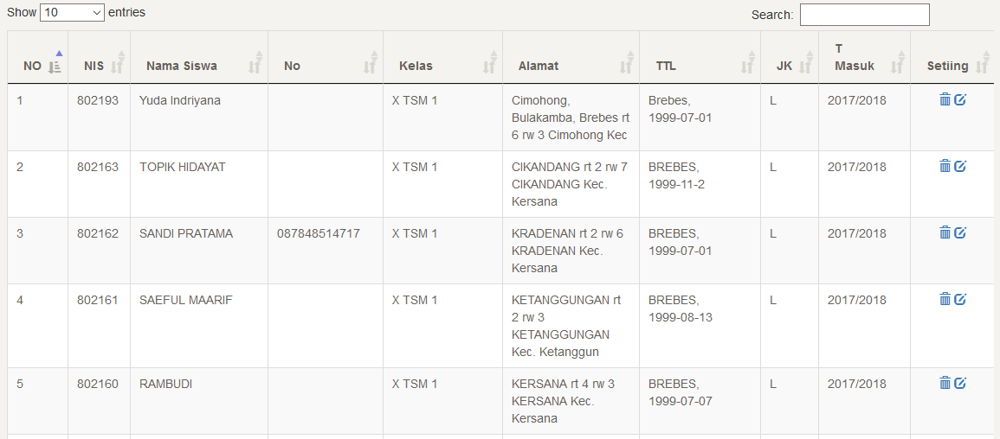 Show 10 entries Search:
NO NIS Nama Siswa No Kelas Alamat TTL JK T Masuk Setiing
1 802193 Yuda Indriyana X TSM 1 Cimohong, Brebes, L 2017/2018
Bulakamba, Brebes rt 1999-07-01
6 rw 3 Cimohong Kec
2 802163 TOPIK HIDAYAT X TSM 1 CIKANDANG rt 2 rw 7 BREBES, L 2017/2018
CIKANDANG Kec. 1999-11-2
Kersana
3 802162 SANDI PRATAMA 087848514717 X TSM 1 KRADENAN rt 2 rw 6 BREBES, L 2017/2018
KRADENAN Kec. 1999-07-01
Kersana
4 802161 SAEFUL MAARIF X TSM 1 KETANGGUNGAN rt BREBES, L 2017/2018
2 rw 3 1999-08-13
KETANGGUNGAN
Kec. Ketanggun
5 802160 RAMBUDI X TSM 1 KERSANA rt 4 rw 3 BREBES, L 2017/2018
KERSANA Kec. 1999-07-07
Kersana